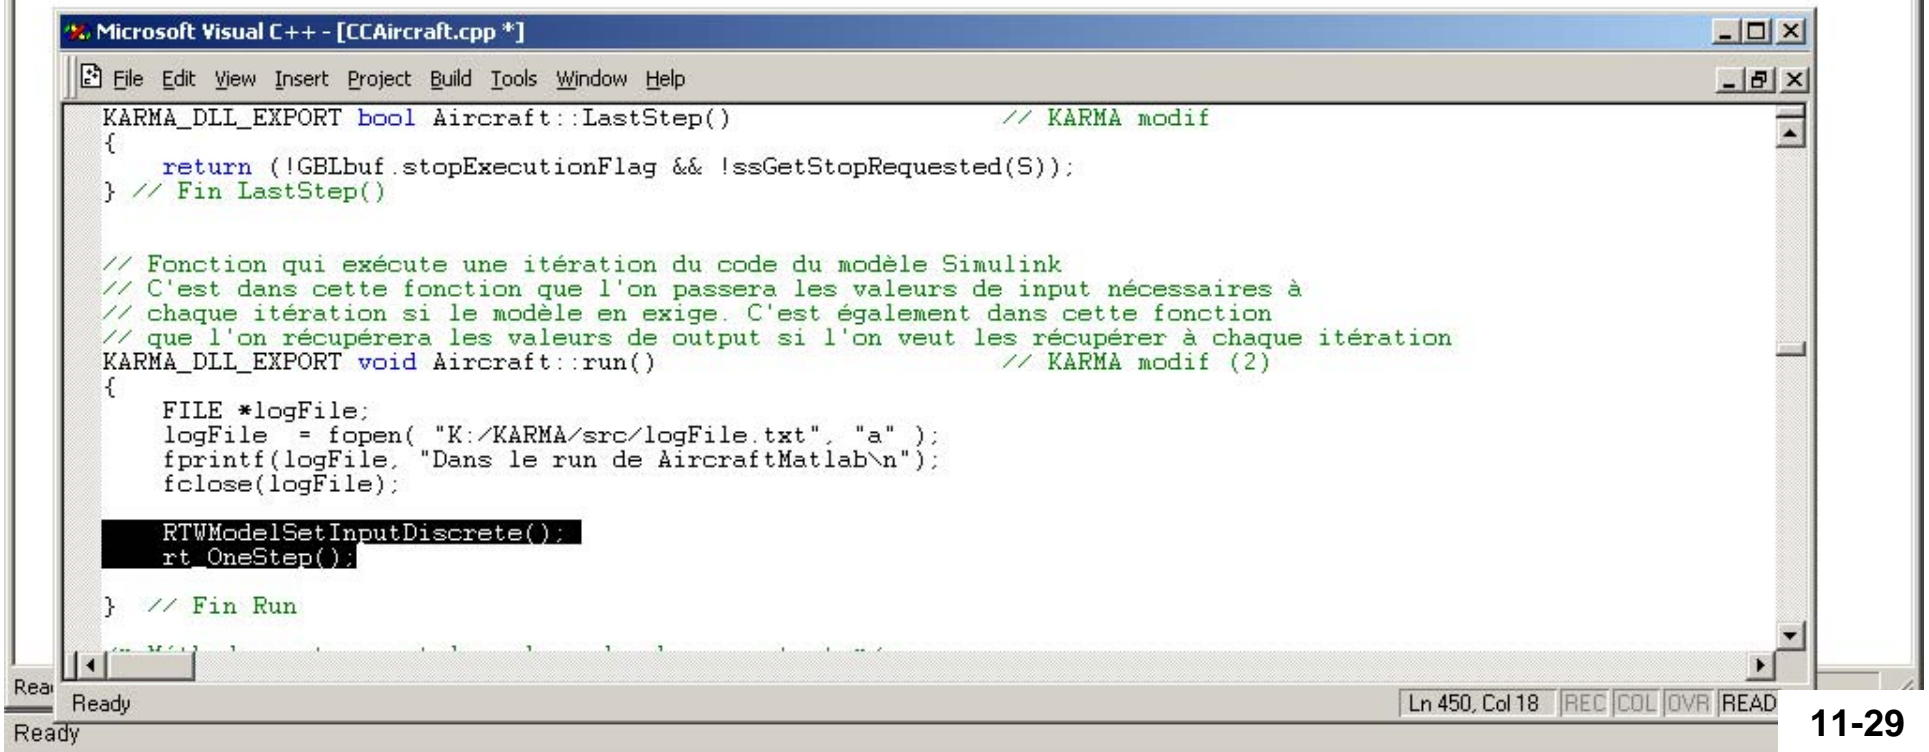 Microsoft Visual C++ - [CCAircraft.cpp *]
File Edit View Insert Project Build Tools Window Help
KARMA_DLL_EXPORT bool Aircraft::LastStep() // KARMA modif
{
return (!GBLbuf.stopExecutionFlag && !ssGetStopRequested(S));
} // Fin LastStep()
// Fonction qui exécute une itération du code du modèle Simulink
// C'est dans cette fonction que l'on passera les valeurs de input nécessaires à
// chaque itération si le modèle en exige. C'est également dans cette fonction
// que l'on récupérera les valeurs de output si l'on veut les récupérer à chaque itération
KARMA_DLL_EXPORT void Aircraft::run() // KARMA modif (2)
{
FILE *logFile;
logFile = fopen( "K:/KARMA/src/logFile.txt", "a" );
fprintf(logFile, "Dans le run de AircraftMatlab\n");
fclose(logFile);
RTWModelSetInputDiscrete();
rt_OneStep();
} // Fin Run
Ready Ln 450, Col 18 REC COL OVR READ
Ready
11-29